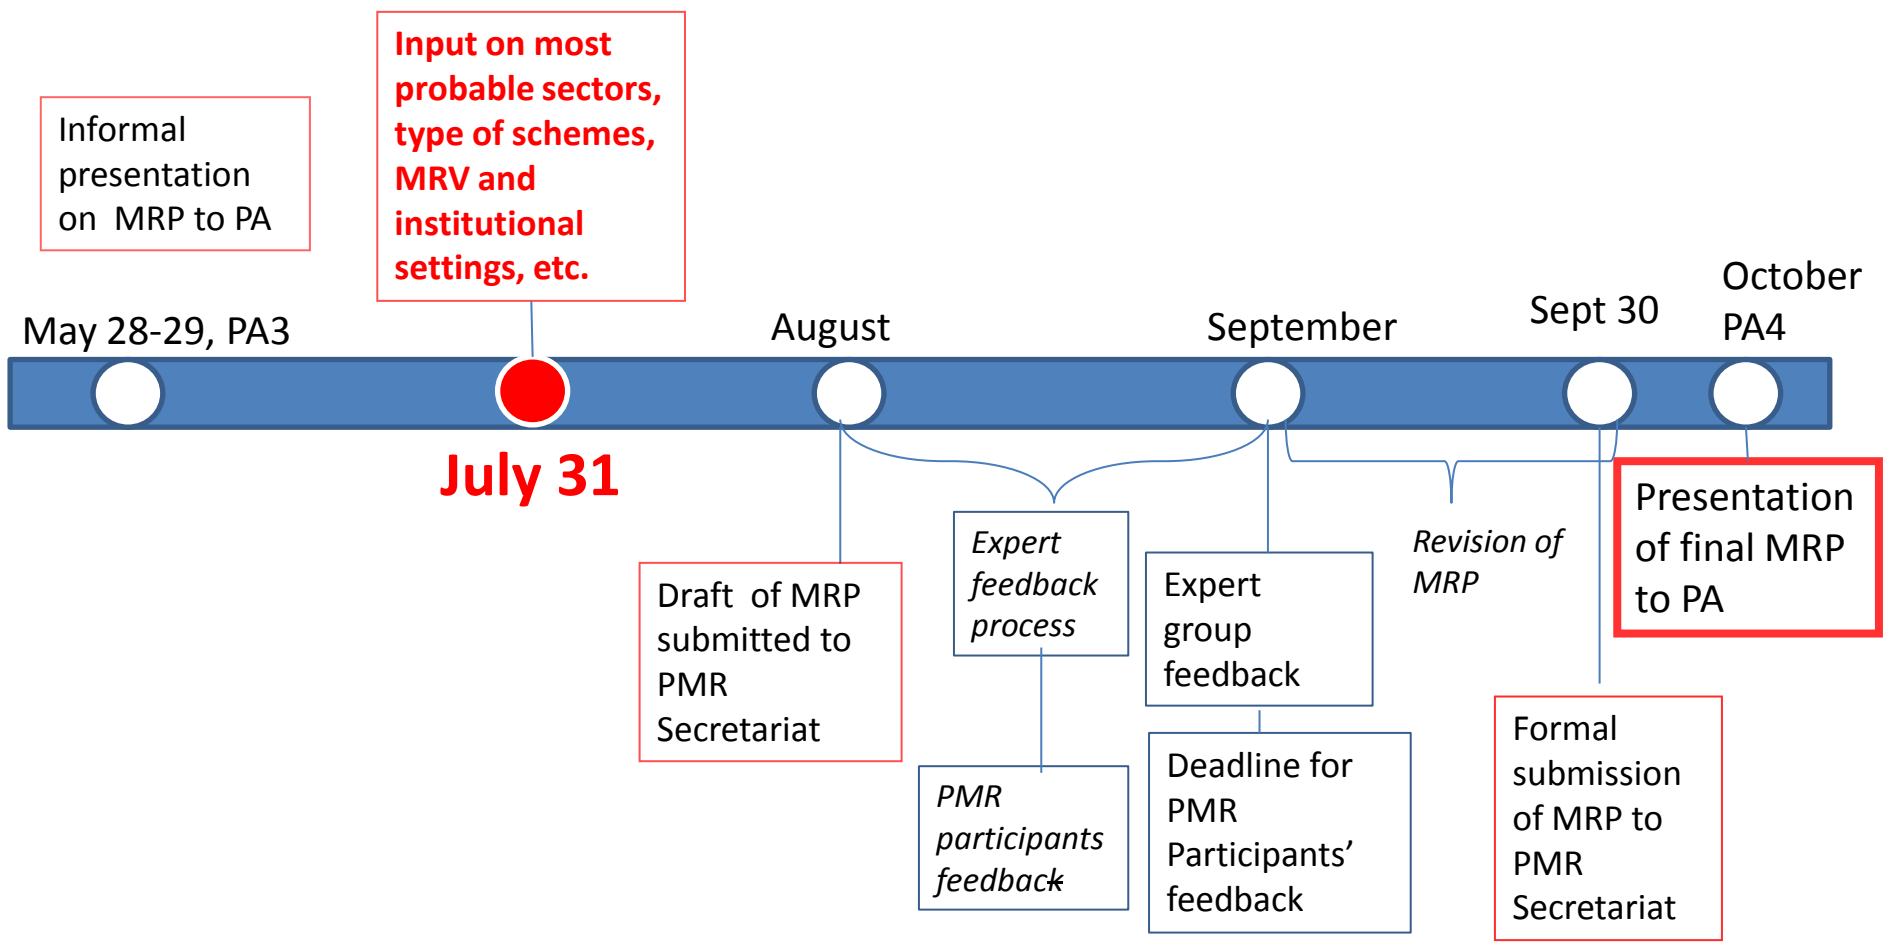 Input on most
probable sectors,
type of schemes,
MRV and
institutional
settings, etc.
Informal
presentation
on  MRP to PA
May 28-29, PA3
August
September
Sept 30
October
PA4
July 31
Draft  of MRP
submitted to
PMR
Secretariat
Expert
feedback
process
PMR
participants
feedback
Expert
group
feedback
Deadline for
PMR
Participants’
feedback
Revision of
MRP
Formal
submission
of MRP to
PMR
Secretariat
Presentation
of final MRP
to PA